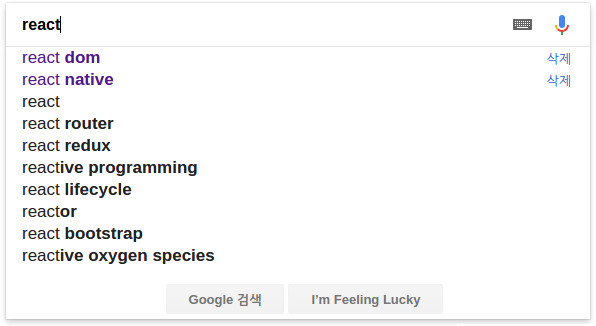 react
react dom 삭제
react native 삭제
react
react router
react redux
reactive programming
react lifecycle
reactor
react bootstrap
reactive oxygen species
Google 검색 I'm Feeling Lucky